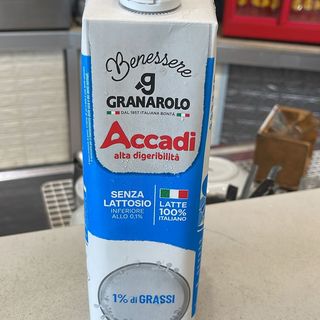 Benessere
g
GRANAROLO
DAL 1957 ITALIANA BONTÀ
Accadi
alta digeribilità
SENZA
LATTOSIO
INFERIORE
ALLO 0,1%
LATTE
100%
ITALIANO
1% di GRASSI